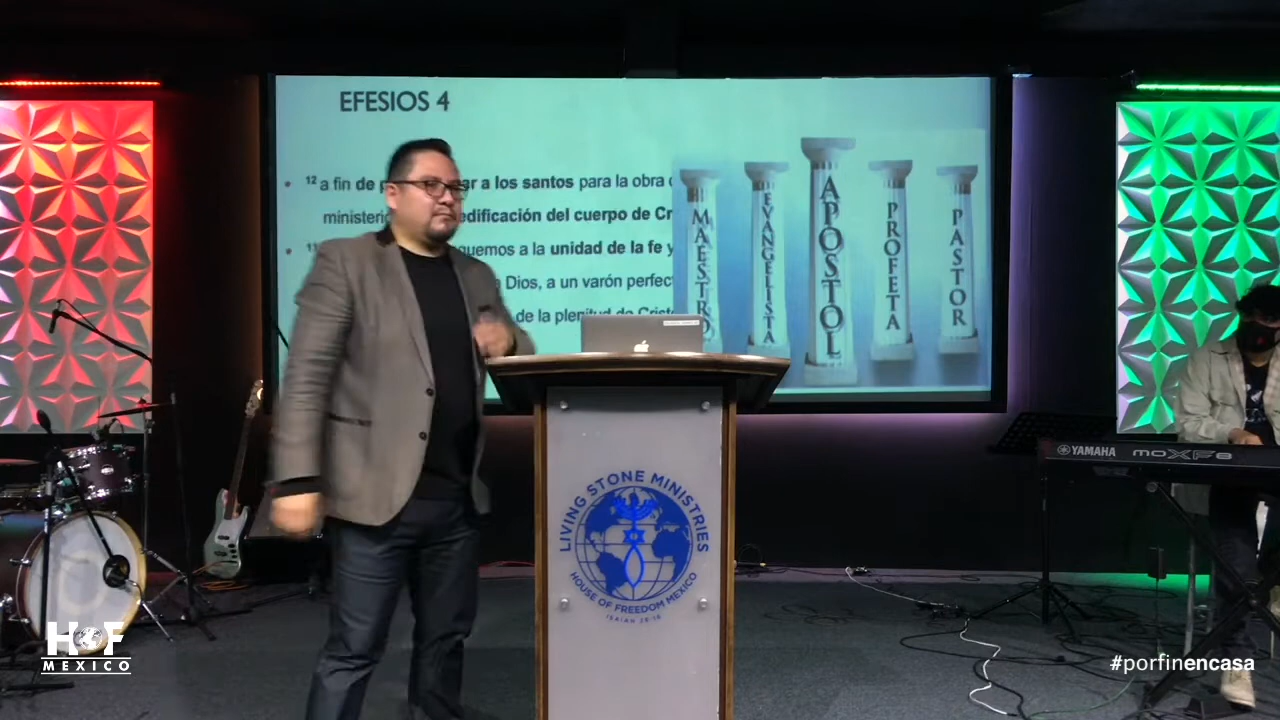 EFESIOS 4
• 12 a fin de ar a los santos para la obra
ministerio edificación del cuerpo de Cr
guemos a la unidad de la fe y
Dios, a un varón perfec
de la plenitud de Crist
MAESTRO
EVANGELISTA
APOSTOL
PROFETA
PASTOR
LIVING STONE MINISTRIES
HOUSE OF FREEDOM MEXICO
ISAIAH 28:16
YAMAHA MOXF8
HOF
MEXICO
#porfinencasa